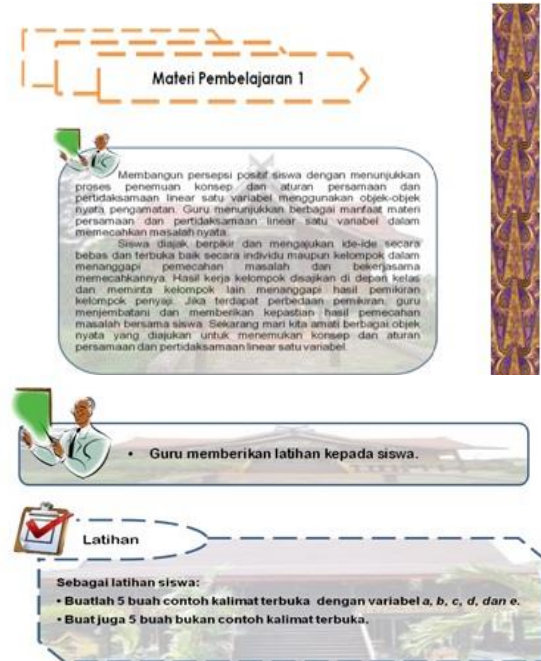 Materi Pembelajaran 1
Membangun persepsi positif siswa dengan menunjukkan
proses penemuan konsep dan aturan persamaan dan
pertidaksamaan linear satu variabel menggunakan objek-objek
nyata pengamatan. Guru menunjukkan berbagai manfaat materi
persamaan dan pertidaksamaan linear satu variabel dalam
memecahkan masalah nyata.
Siswa diajak berpikir dan mengajukan ide-ide secara
bebas dan terbuka baik secara individu maupun kelompok dalam
menanggapi pemecahan masalah dan bekerjasama
memecahkannya. Hasil kerja kelompok disajikan di depan kelas
dan meminta kelompok lain menanggapi hasil pemikiran
kelompok penyaji. Jika terdapat perbedaan pemikiran, guru
menjembatani dan memberikan kepastian hasil pemecahan
masalah bersama siswa. Sekarang mari kita amati berbagai objek
nyata yang diajukan untuk menemukan konsep dan aturan
persamaan dan pertidaksamaan linear satu variabel.
• Guru memberikan latihan kepada siswa.
Latihan
Sebagai latihan siswa:
• Buatlah 5 buah contoh kalimat terbuka dengan variabel a, b, c, d, dan e.
• Buat juga 5 buah bukan contoh kalimat terbuka.